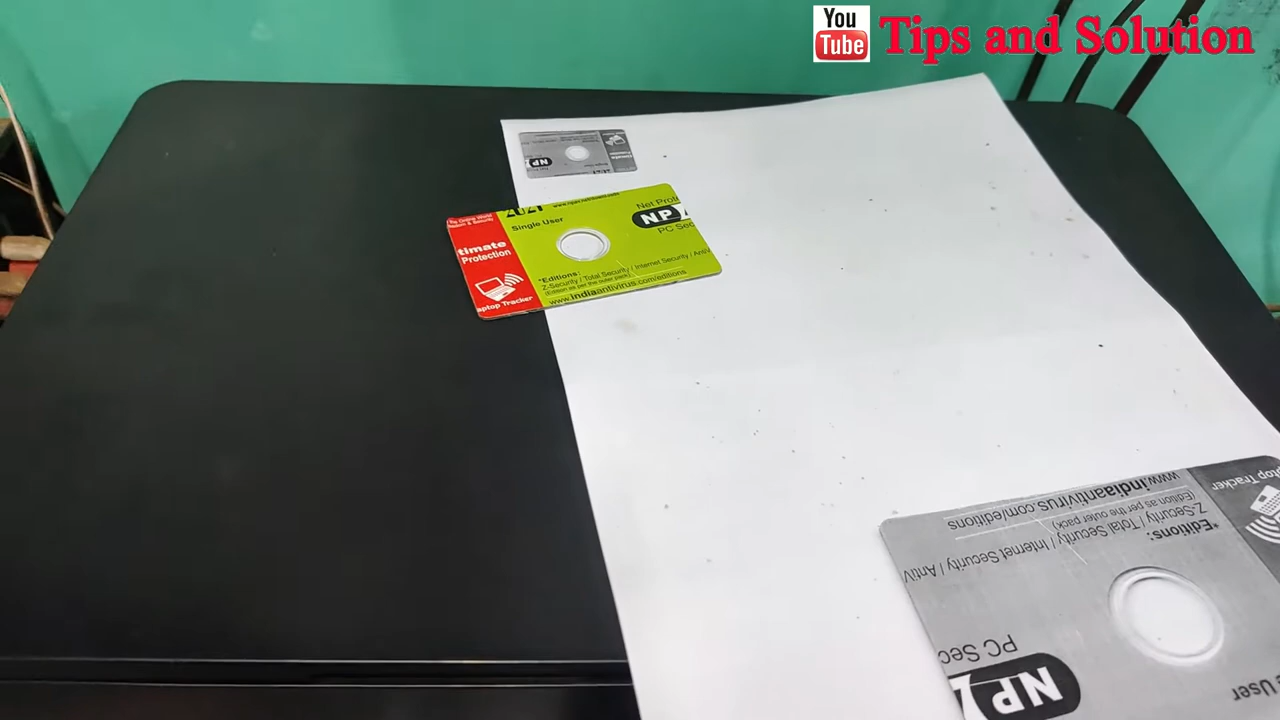 You
Tube
Tips and Solution
NP
2021
www.npav.net
Single User
Net Prot
NP
PC Sec
timate
Protection
*Editions:
Z-Security / Total Security / Internet Security / Anti-
(Edition as per the outer pack)
www.indiaantivirus.com/editions
aptop Tracker
top Tracker
www.indiaantivirus.com/editions
(Edition as per the outer pack)
Z-Security / Total Security / Internet Security / AntiV
*Editions:
PC Sec
NP
e User